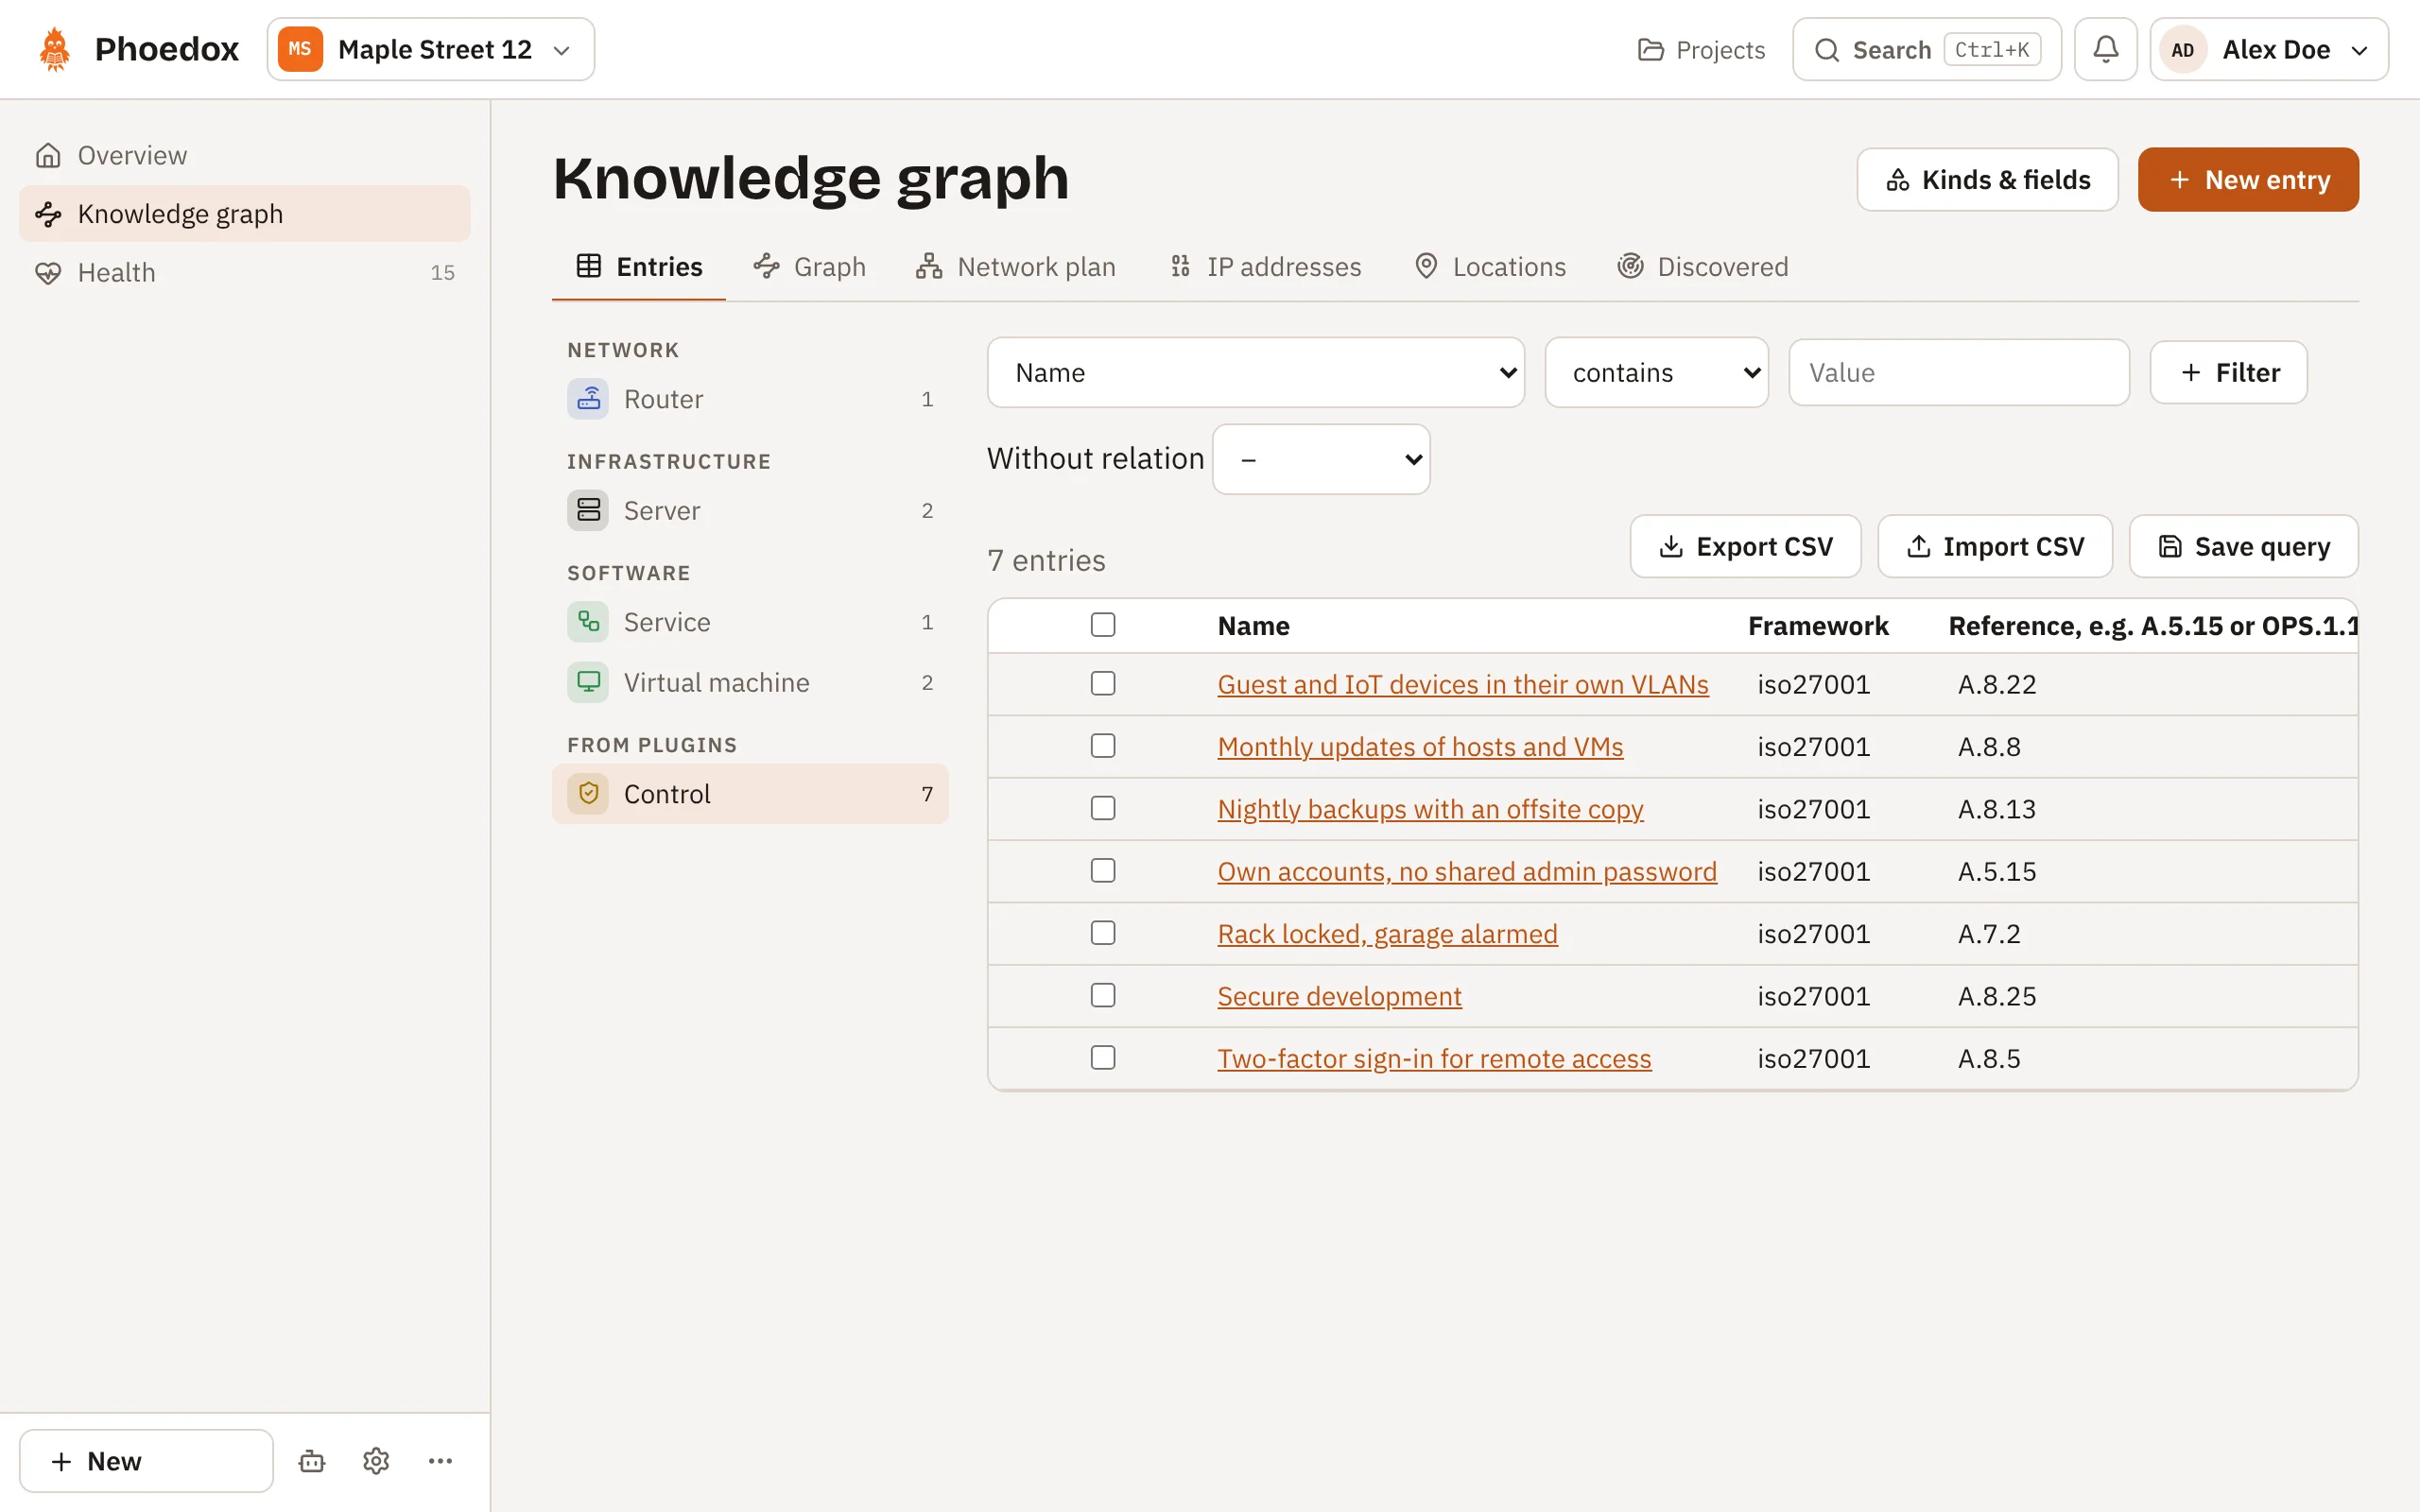 Phoedox
MS Maple Street 12
Projects
Search Ctrl+K
AD Alex Doe
Overview
Knowledge graph
Health 15
Knowledge graph
Kinds & fields
+ New entry
Entries Graph Network plan IP addresses Locations Discovered
NETWORK
Router 1
INFRASTRUCTURE
Server 2
SOFTWARE
Service 1
Virtual machine 2
FROM PLUGINS
Control 7
Name contains Value + Filter
Without relation –
7 entries
Export CSV Import CSV Save query
Name Framework Reference, e.g. A.5.15 or OPS.1.1
Guest and IoT devices in their own VLANs iso27001 A.8.22
Monthly updates of hosts and VMs iso27001 A.8.8
Nightly backups with an offsite copy iso27001 A.8.13
Own accounts, no shared admin password iso27001 A.5.15
Rack locked, garage alarmed iso27001 A.7.2
Secure development iso27001 A.8.25
Two-factor sign-in for remote access iso27001 A.8.5
+ New